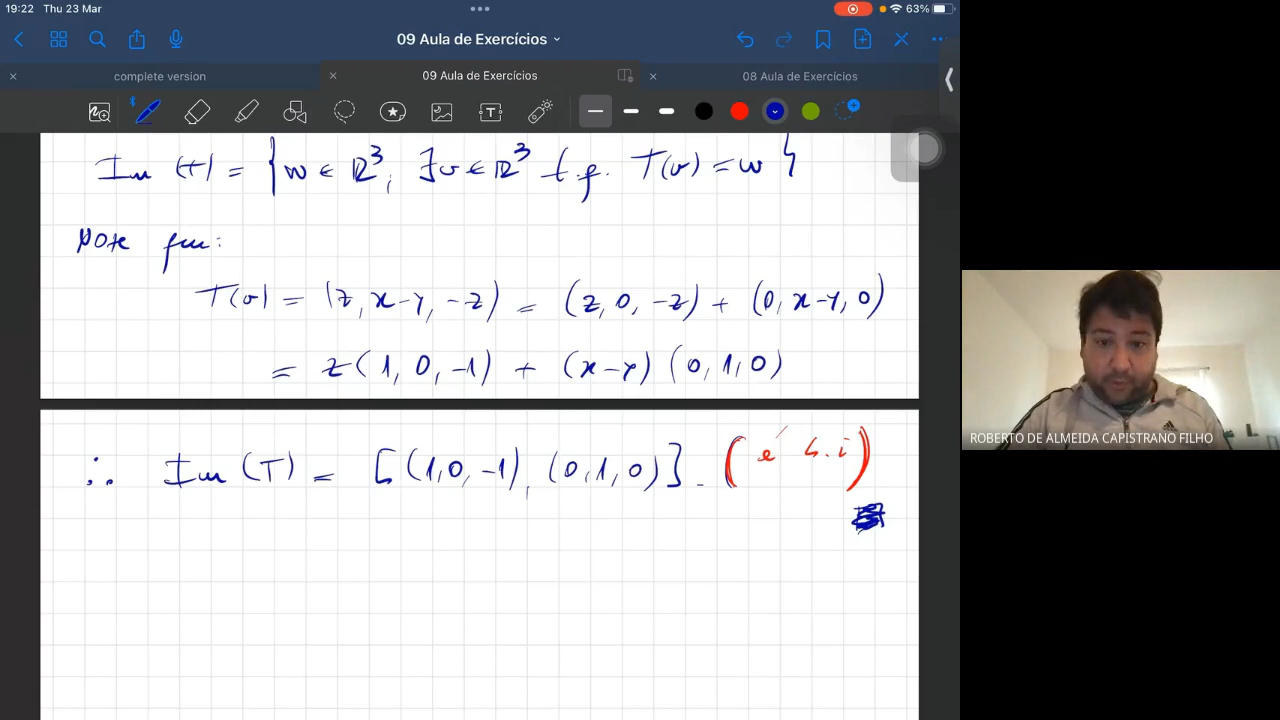 19:22 Thu 23 Mar
63%
09 Aula de Exercícios
complete version
09 Aula de Exercícios
08 Aula de Exercícios
Im (T) = { w ∈ ℝ³, ∃v ∈ ℝ³ t.q. T(v) = w }
Note que:
T(v) = (z, x-y, -z) = (z, 0, -z) + (0, x-y, 0)
= z(1, 0, -1) + (x-y) (0, 1, 0)
∴ Im (T) = [(1,0,-1), (0,1,0)]. (é L.i)
ROBERTO DE ALMEIDA CAPISTRANO FILHO